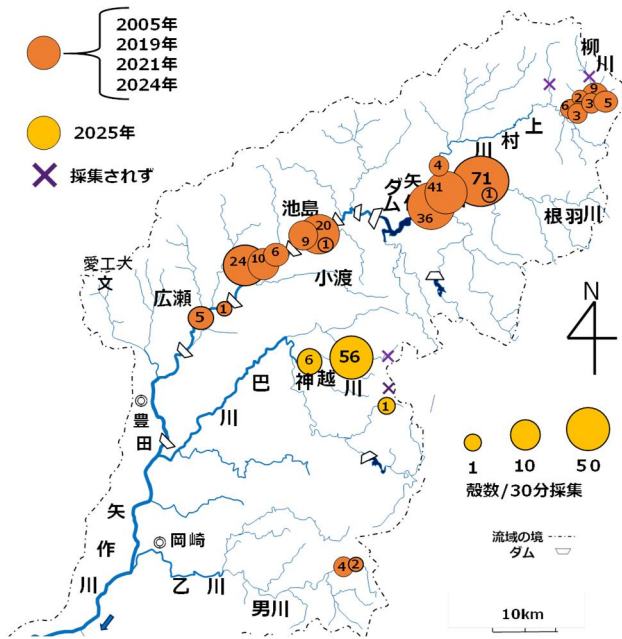 2005年
2019年
2021年
2024年
2025年
採集されず
柳川
9
2
3
5
6
3
上村川
4
矢
ダム
41
71
1
36
根羽川
池島
20
9
1
6
10
24
小渡
愛工犬
文
広瀬
1
5
N
巴川
6
56
神越川
1
豊田
1
10
50
殻数/30分採集
矢作川
岡崎
乙川
男川
4
2
流域の境
ダム
10km